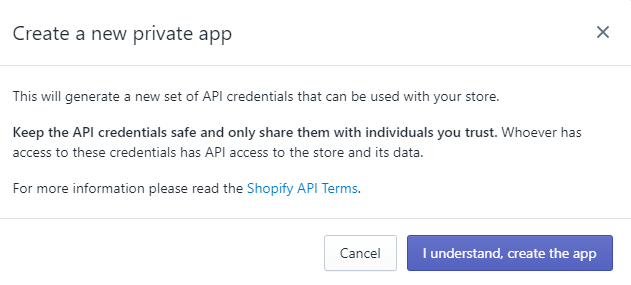 Create a new private app
This will generate a new set of API credentials that can be used with your store.
Keep the API credentials safe and only share them with individuals you trust. Whoever has
access to these credentials has API access to the store and its data.
For more information please read the Shopify API Terms.
Cancel
I understand, create the app